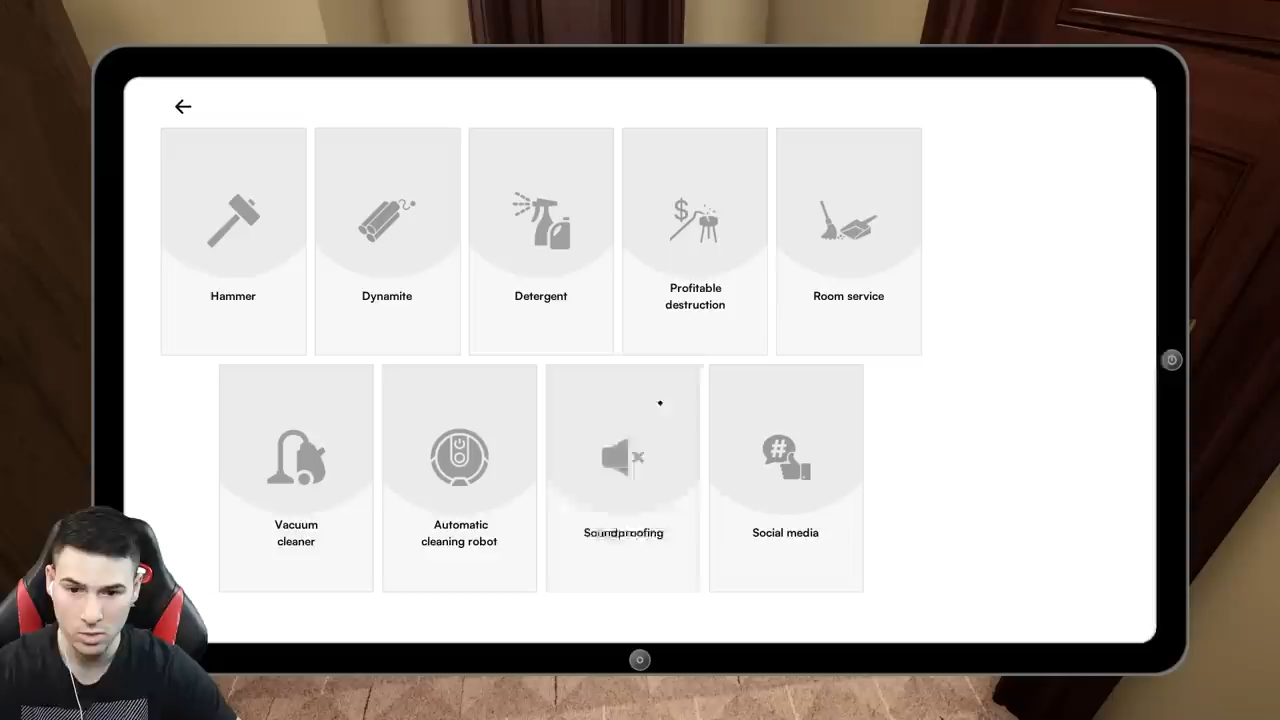 Hammer
Dynamite
Detergent
Profitable
destruction
Room service
Vacuum
cleaner
Automatic
cleaning robot
Soundproofing
Social media